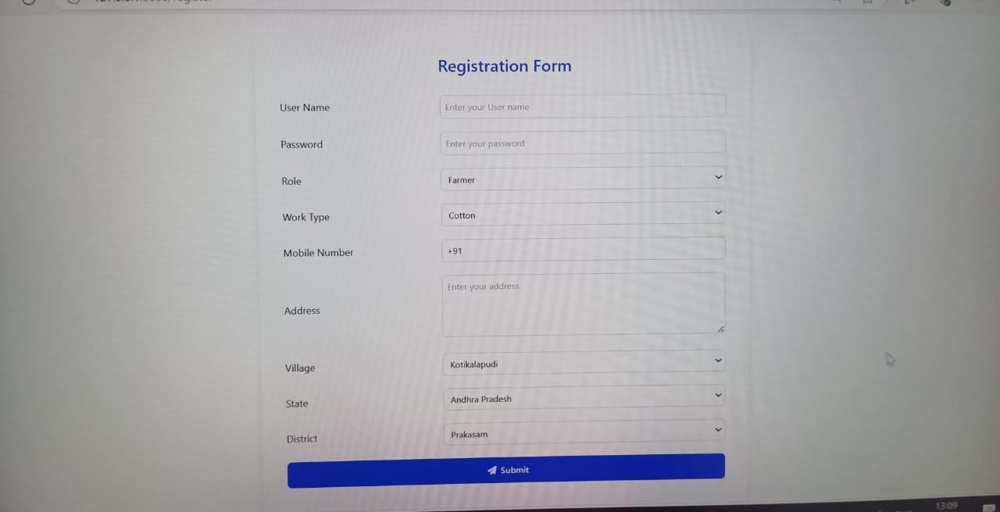 Registration Form
User Name
Enter your User name
Password
Enter your password
Role
Farmer
Work Type
Cotton
Mobile Number
+91
Address
Enter your address
Village
Kotikalapudi
State
Andhra Pradesh
District
Prakasam
Submit
13:09